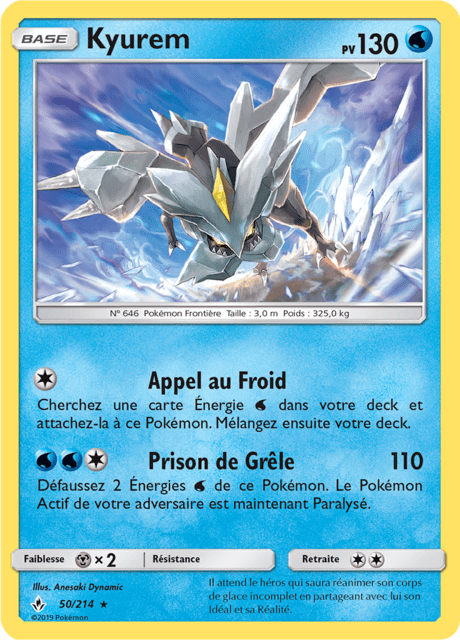 BASE Kyurem PV 130
N° 646 Pokémon Frontière Taille : 3,0 m Poids : 325,0 kg
Appel au Froid
Cherchez une carte Énergie dans votre deck et
attachez-la à ce Pokémon. Mélangez ensuite votre deck.
Prison de Grêle 110
Défaussez 2 Énergies de ce Pokémon. Le Pokémon
Actif de votre adversaire est maintenant Paralysé.
Faiblesse × 2 Résistance Retraite
Illus. Anesaki Dynamic
50/214 ★
©2019 Pokémon
Il attend le héros qui saura réanimer son corps
de glace incomplet en partageant avec lui son
Idéal et sa Réalité.